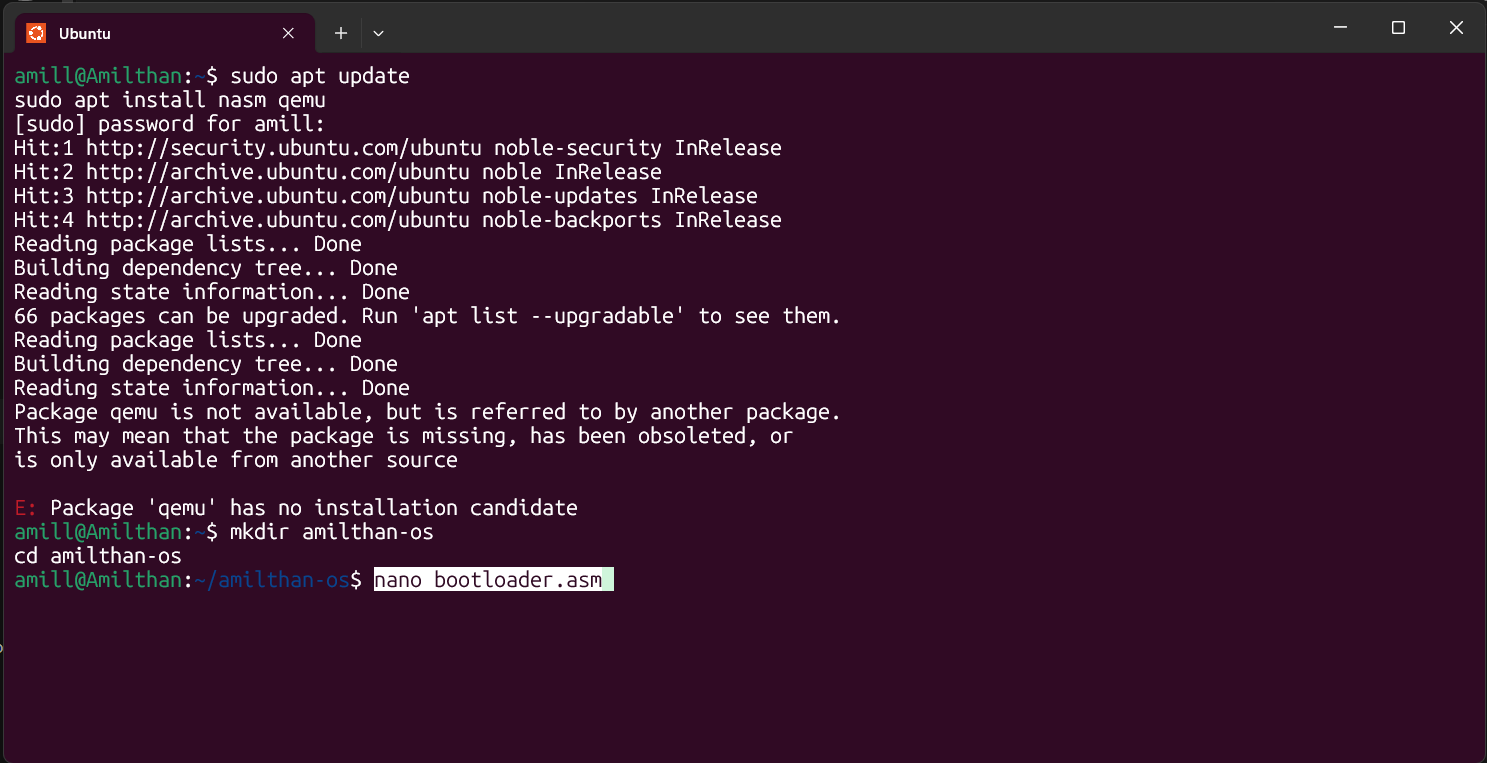 Ubuntu
amill@Amilthan:~$ sudo apt update
sudo apt install nasm qemu
[sudo] password for amill:
Hit:1 http://security.ubuntu.com/ubuntu noble-security InRelease
Hit:2 http://archive.ubuntu.com/ubuntu noble InRelease
Hit:3 http://archive.ubuntu.com/ubuntu noble-updates InRelease
Hit:4 http://archive.ubuntu.com/ubuntu noble-backports InRelease
Reading package lists... Done
Building dependency tree... Done
Reading state information... Done
66 packages can be upgraded. Run 'apt list --upgradable' to see them.
Reading package lists... Done
Building dependency tree... Done
Reading state information... Done
Package qemu is not available, but is referred to by another package.
This may mean that the package is missing, has been obsoleted, or
is only available from another source
E: Package 'qemu' has no installation candidate
amill@Amilthan:~$ mkdir amilthan-os
cd amilthan-os
amill@Amilthan:~/amilthan-os$ nano bootloader.asm